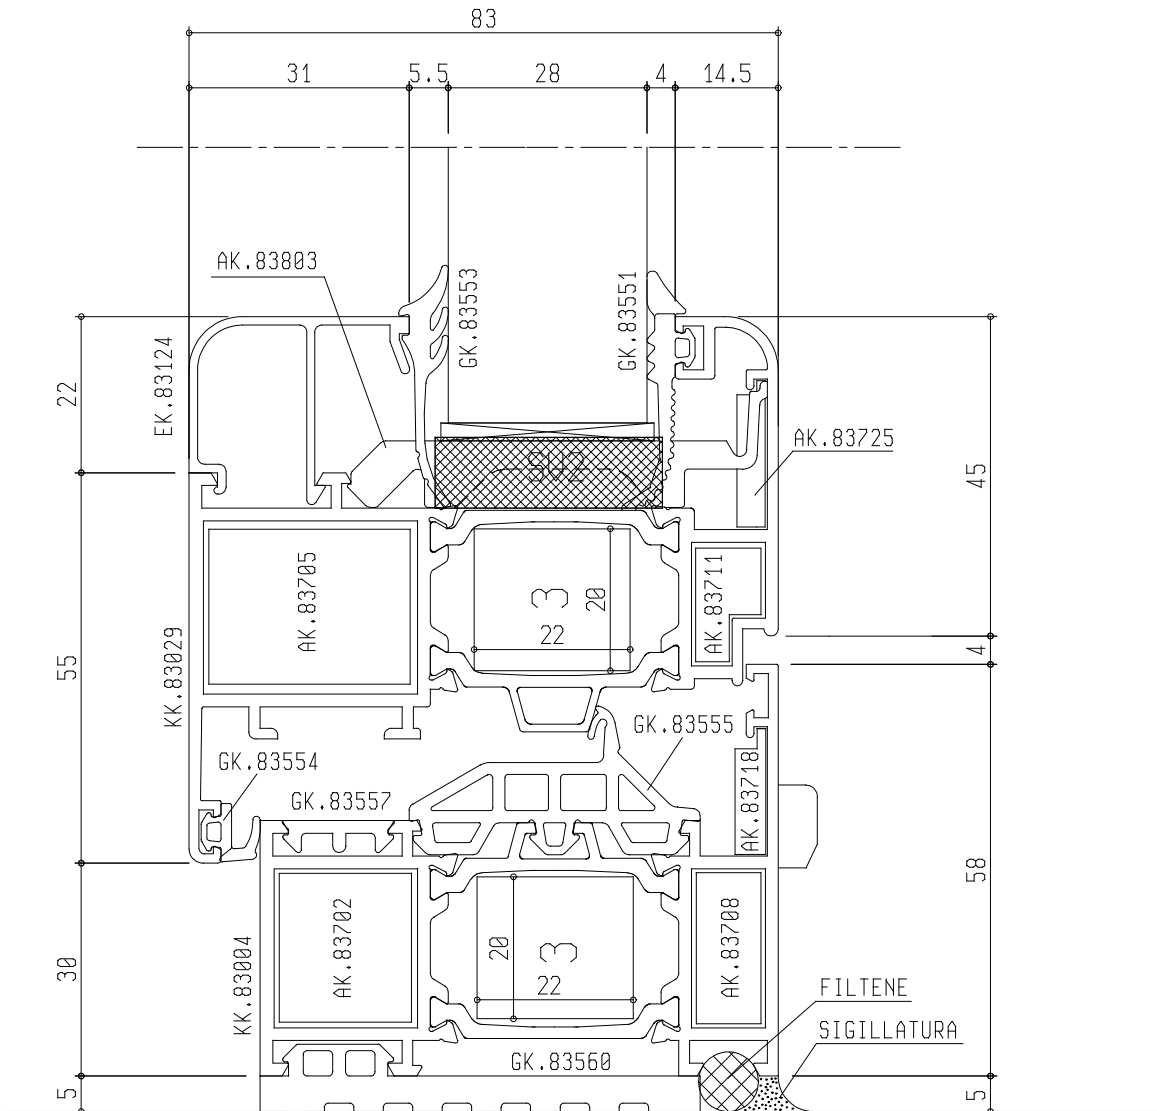 83
31
5.5
28
4
14.5
AK.83803
GK.83553
GK.83551
EK.83124
22
AK.83725
45
SV2
AK.83705
3
20
22
AK.83711
4
KK.83029
55
GK.83555
GK.83554
GK.83557
AK.83718
58
AK.83702
20
3
22
AK.83708
KK.83004
30
FILTENE
SIGILLATURA
GK.83560
5
5